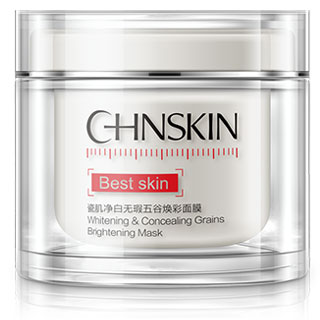 CHNSKIN
Best skin
瓷肌净白无瑕五谷焕彩面膜
Whitening & Concealing Grains
Brightening Mask